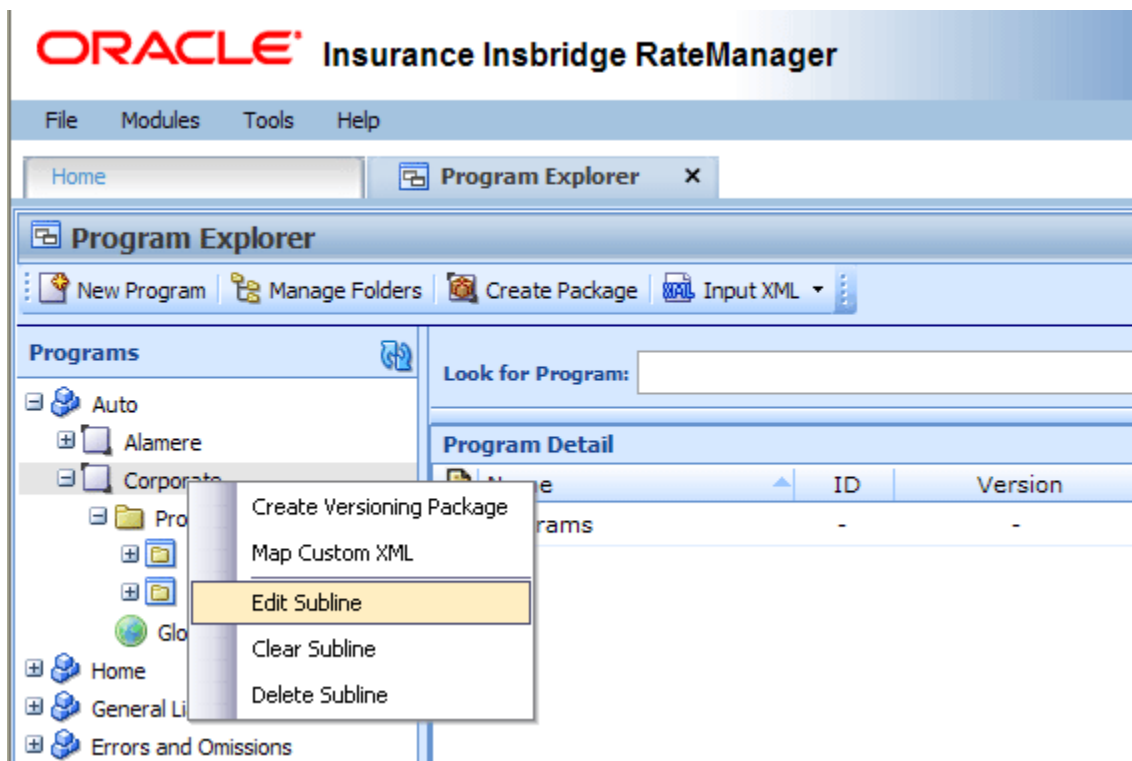 ORACLE Insurance Insbridge RateManager
File Modules Tools Help
Home Program Explorer ×
Program Explorer
New Program Manage Folders Create Package XML Input XML
Programs
Look for Program:
Auto
Alamere
Program Detail
Corporate
ID Version
Create Versioning Package
Map Custom XML
Edit Subline
Clear Subline
Delete Subline
- -
Home
Errors and Omissions